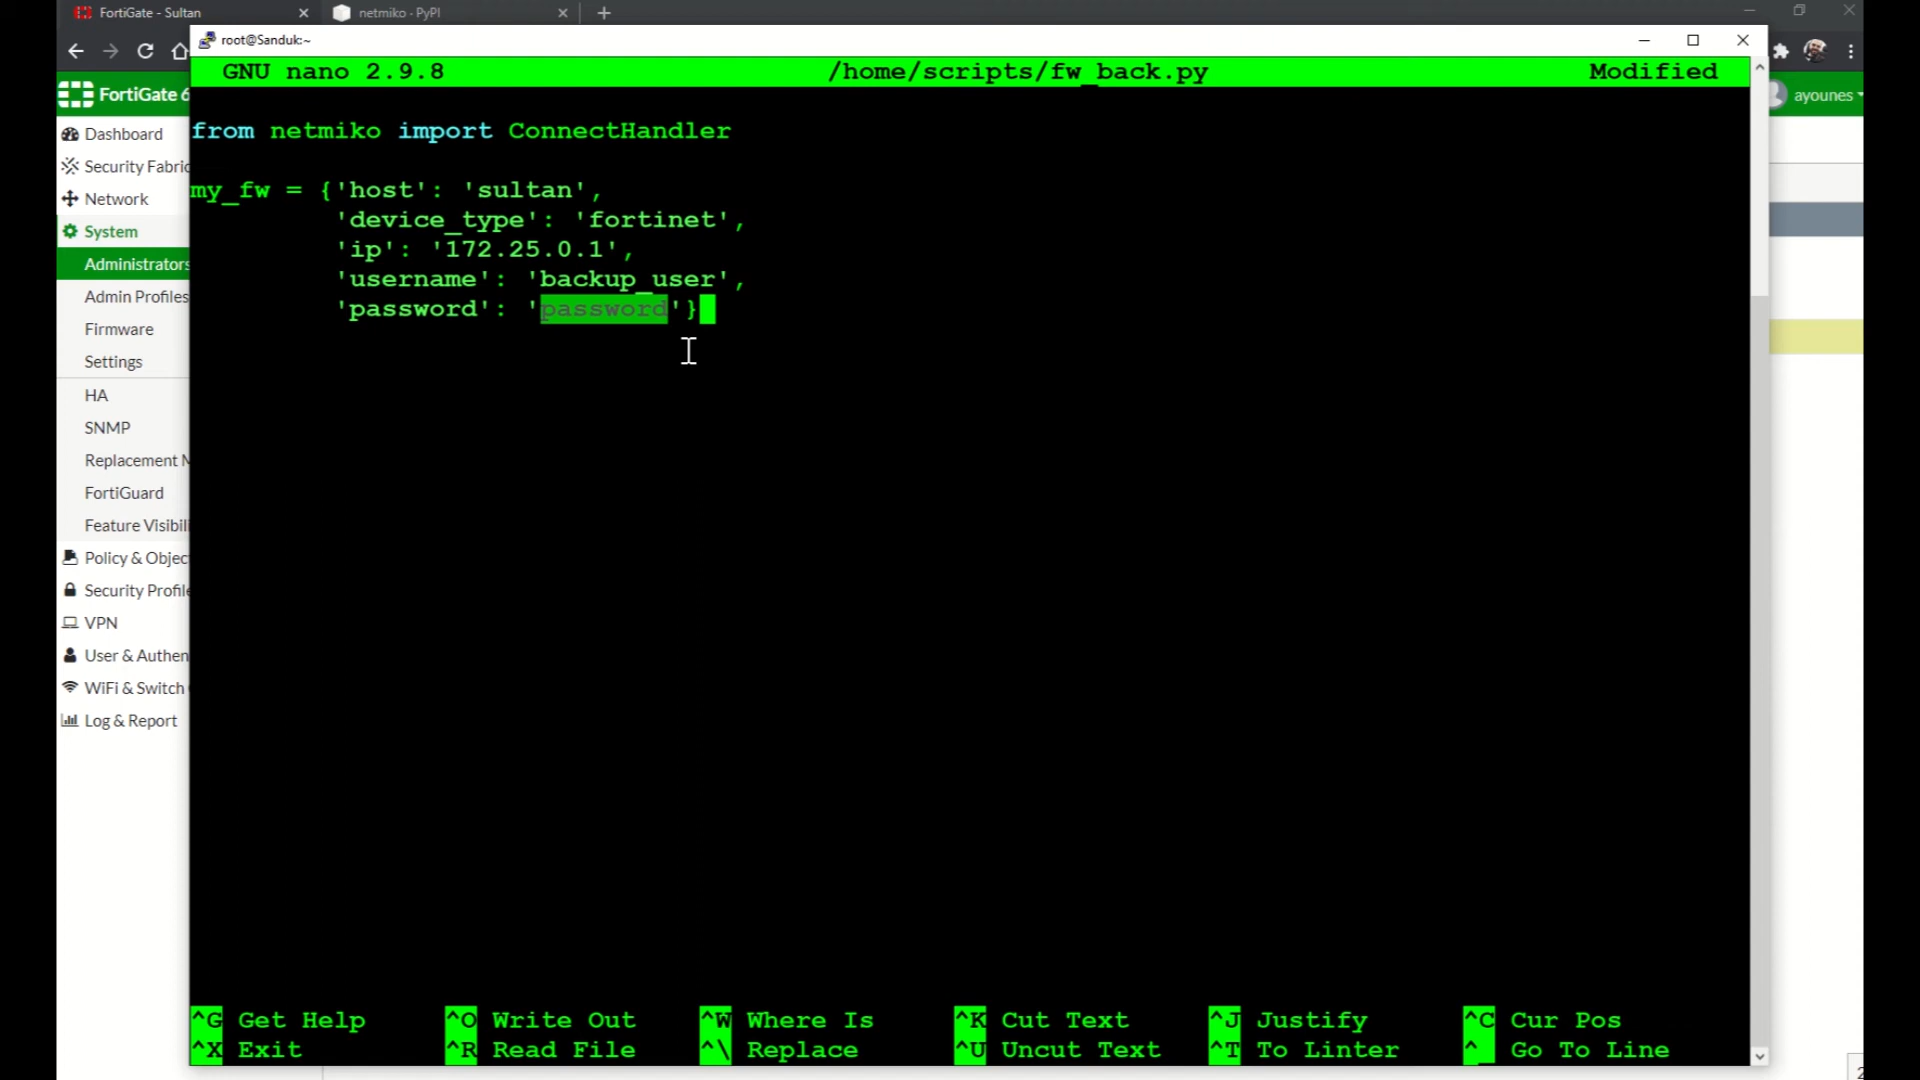 FortiGate - Sultan
netmiko · PyPI
root@Sanduk:~
GNU nano 2.9.8 /home/scripts/fw_back.py Modified
FortiGate 6
ayounes
Dashboard
Security Fabric
Network
System
Administrators
Admin Profiles
Firmware
Settings
HA
SNMP
Replacement M
FortiGuard
Feature Visibili
Policy & Objec
Security Profile
VPN
User & Authen
WiFi & Switch
Log & Report
from netmiko import ConnectHandler
my_fw = {'host': 'sultan',
'device_type': 'fortinet',
'ip': '172.25.0.1',
'username': 'backup_user',
'password': 'password'}
^G Get Help ^O Write Out ^W Where Is ^K Cut Text ^J Justify ^C Cur Pos
^X Exit ^R Read File ^\ Replace ^U Uncut Text ^T To Linter ^_ Go To Line